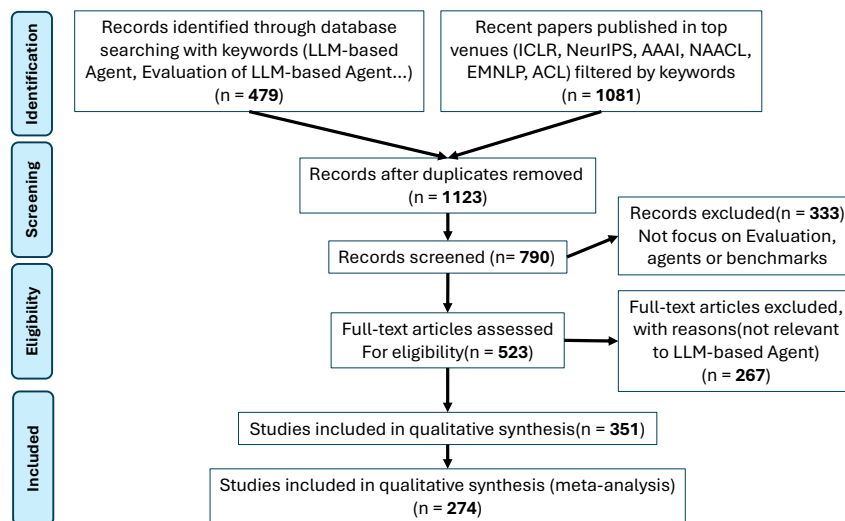 Identification
Records identified through database
searching with keywords (LLM-based
Agent, Evaluation of LLM-based Agent...)
(n = 479)
Recent papers published in top
venues (ICLR, NeurIPS, AAAI, NAACL,
EMNLP, ACL) filtered by keywords
(n = 1081)
Screening
Records after duplicates removed
(n = 1123)
Records screened (n= 790)
Records excluded(n = 333)
Not focus on Evaluation,
agents or benchmarks
Eligibility
Full-text articles assessed
For eligibility(n = 523)
Full-text articles excluded,
with reasons(not relevant
to LLM-based Agent)
(n = 267)
Included
Studies included in qualitative synthesis(n = 351)
Studies included in qualitative synthesis (meta-analysis)
(n = 274)